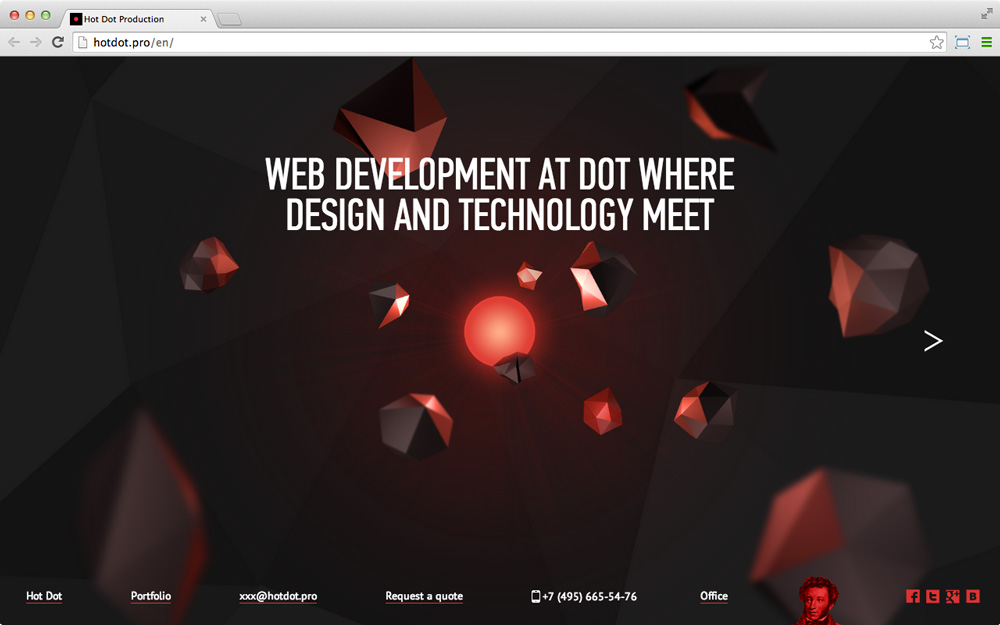 Hot Dot Production
hotdot.pro/en/
WEB DEVELOPMENT AT DOT WHERE
DESIGN AND TECHNOLOGY MEET
>
Hot Dot
Portfolio
xxx@hotdot.pro
Request a quote
+7 (495) 665-54-76
Office